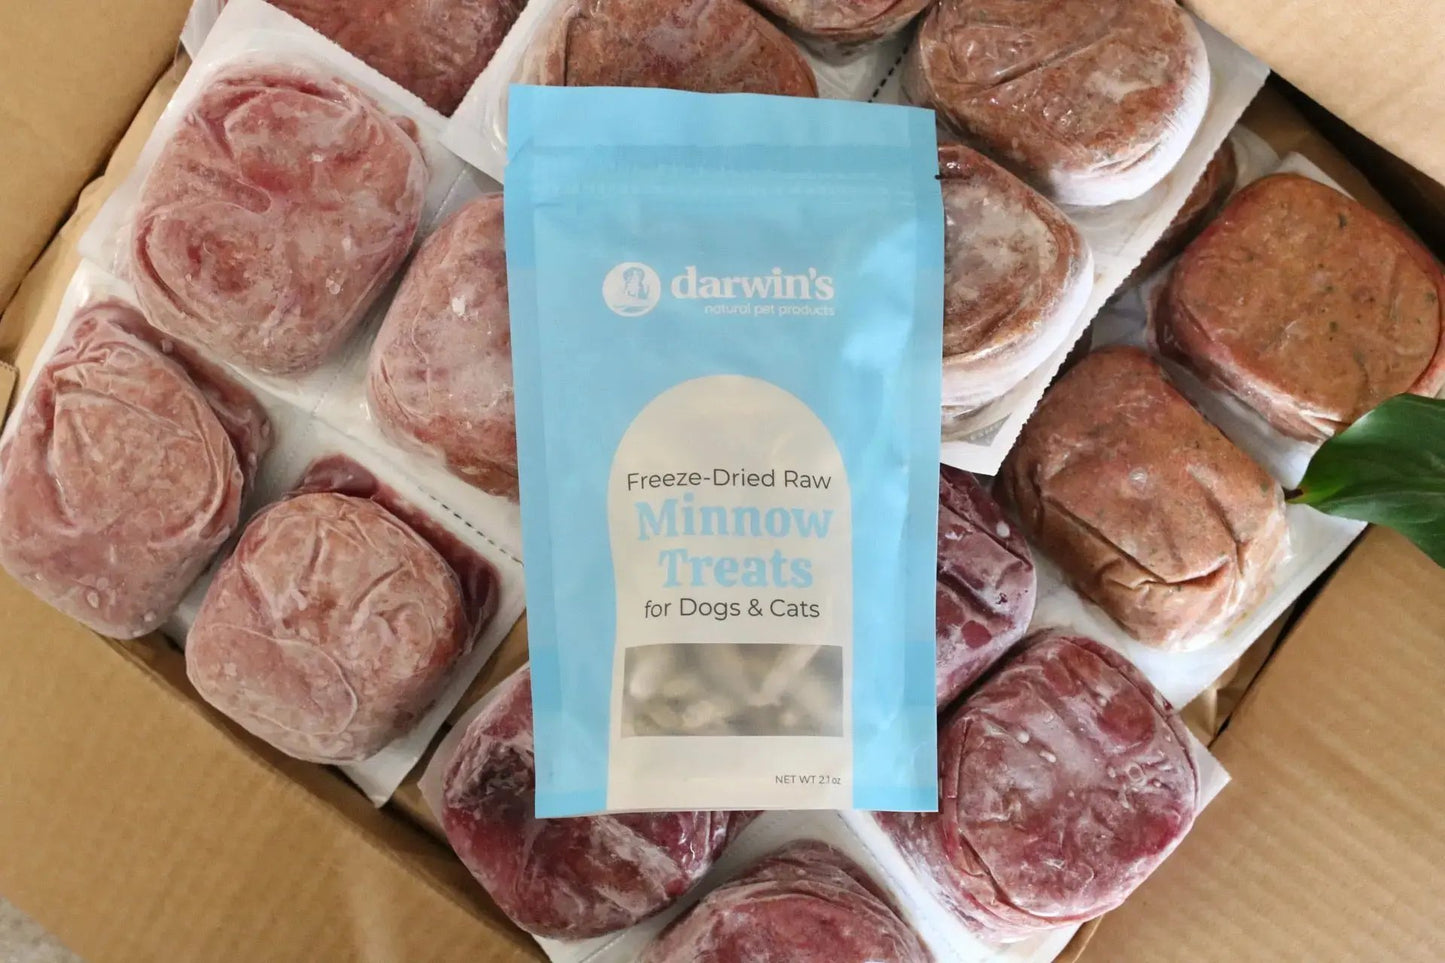 darwin's
natural pet products
Freeze-Dried Raw
Minnow
Treats
for Dogs & Cats
NET WT 2.1 oz